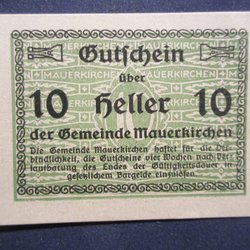 Gutschein
über
MAUERKIRCHEN MAUERKIRCHEN
10 Heller 10
der Gemeinde Mauerkirchen
Die Gemeinde Mauerkirchen haftet für die Ver-
bindlichkeit, die Gutscheine vier Wochen nach Ver-
lautbarung des Endes der Gültigkeitsdauer in
gesetzlichem Bargelde einzulösen.